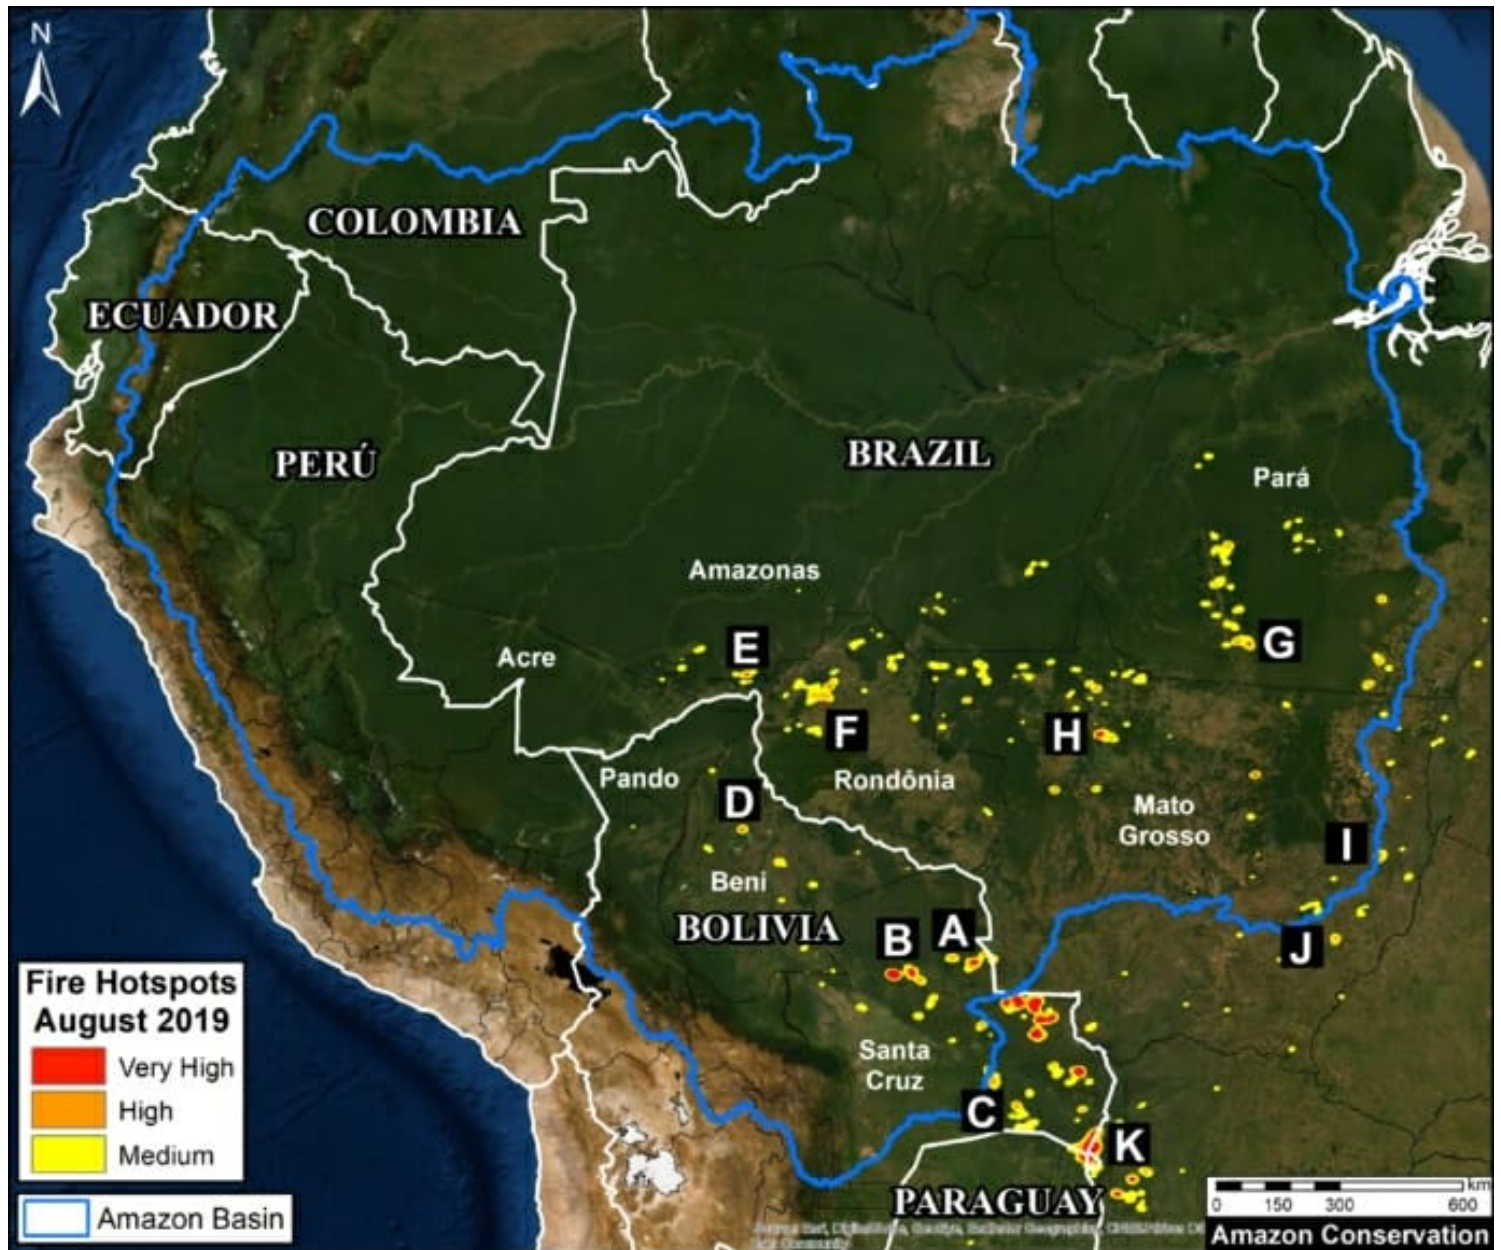 N
COLOMBIA
ECUADOR
PERÚ
BRAZIL
Pará
Amazonas
Acre
E
G
F
H
Pando
Rondônia
D
Mato
Grosso
I
Beni
BOLIVIA
B
A
J
Santa
Cruz
C
K
PARAGUAY
Fire Hotspots
August 2019
Very High
High
Medium
Amazon Basin
km
0 150 300 600
Amazon Conservation